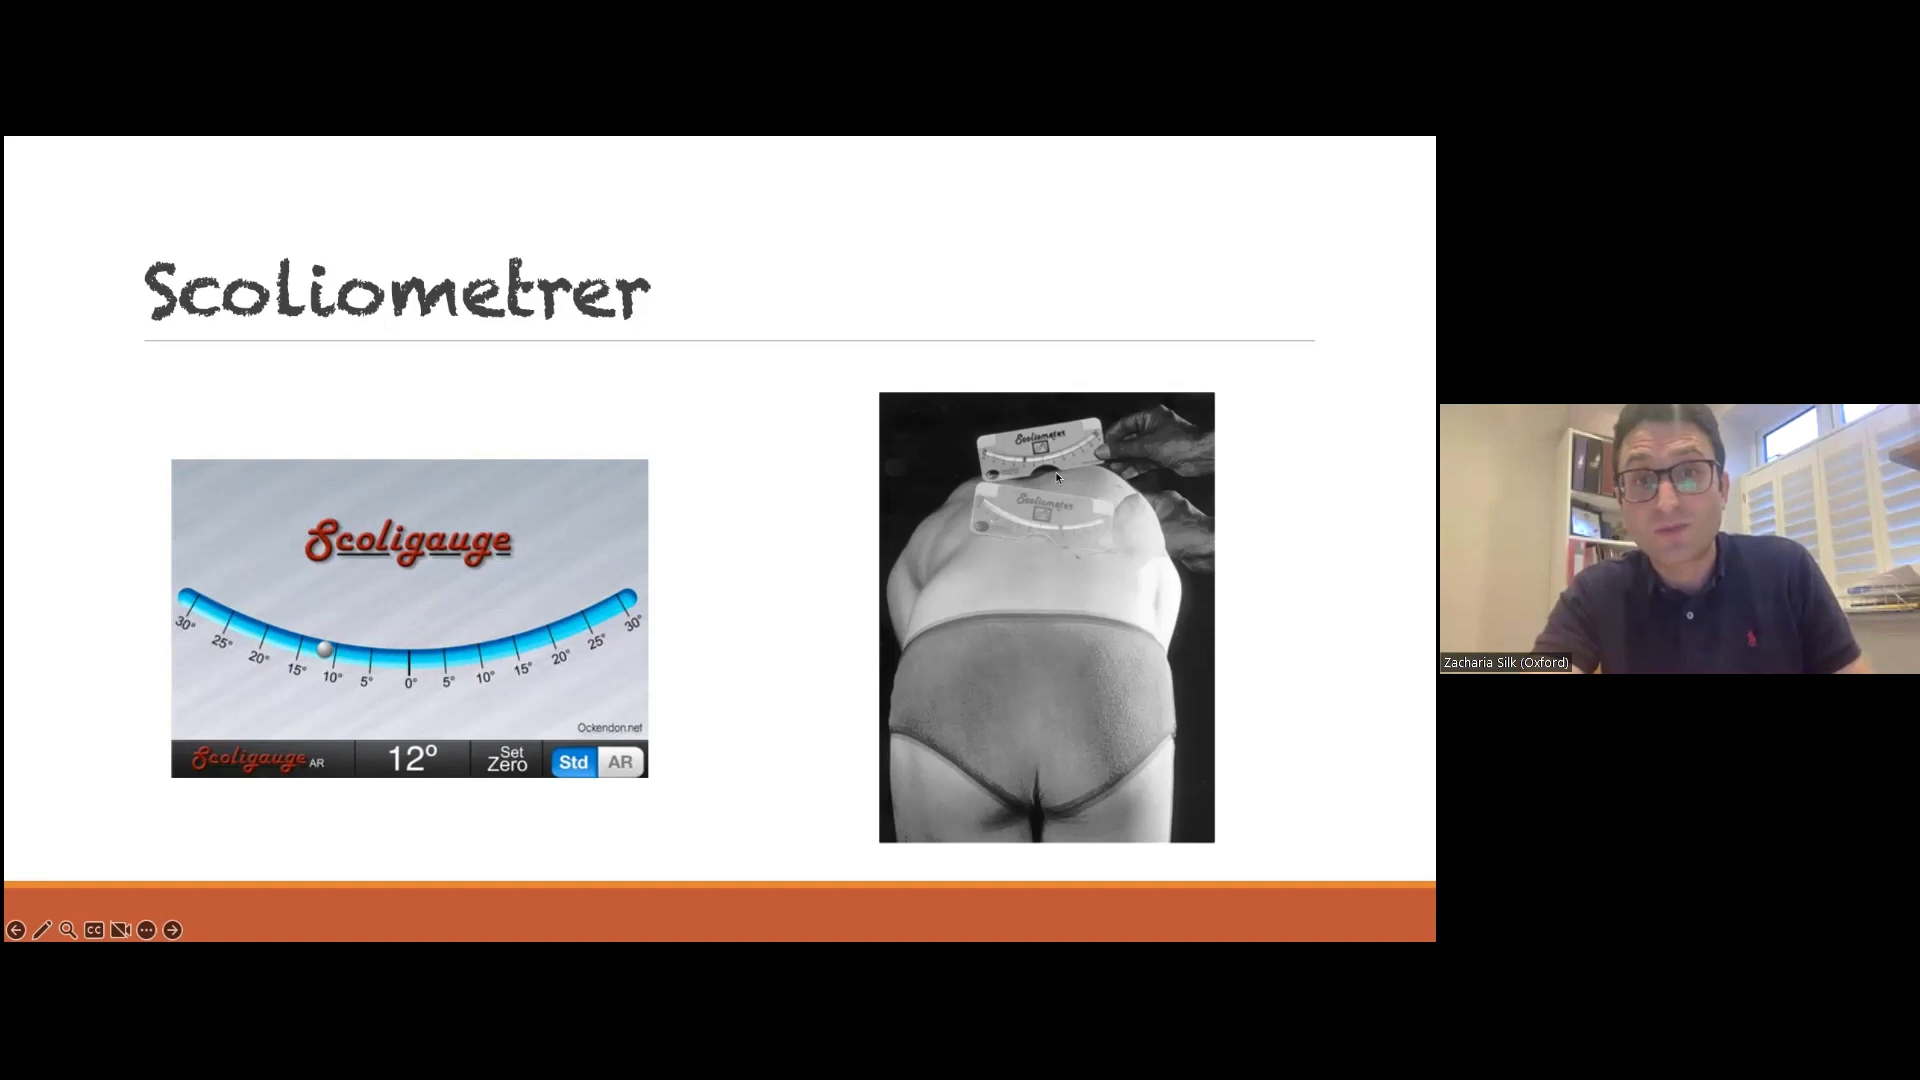 Scoliometrer
Scoligauge
30° 25° 20° 15° 10° 5° 0° 5° 10° 15° 20° 25° 30°
Ockendon.net
Scoligauge AR
12°
Set
Zero
Std
AR
Scoliometer
Scoliometer
Zacharia Silk (Oxford)
CC